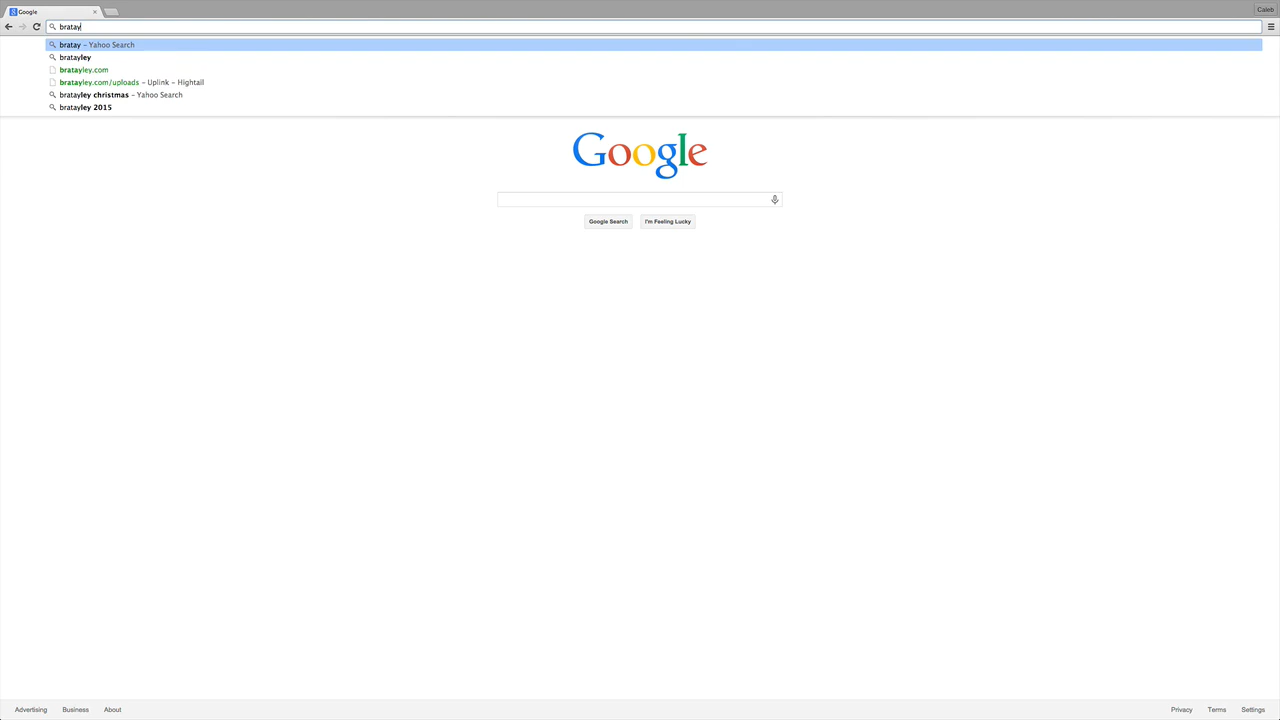 Google
Caleb
bratay
bratay - Yahoo Search
bratayley
bratayley.com
bratayley.com/uploads - Uplink - Hightail
bratayley christmas - Yahoo Search
bratayley 2015
Google
Google Search
I'm Feeling Lucky
Advertising Business About
Privacy Terms Settings